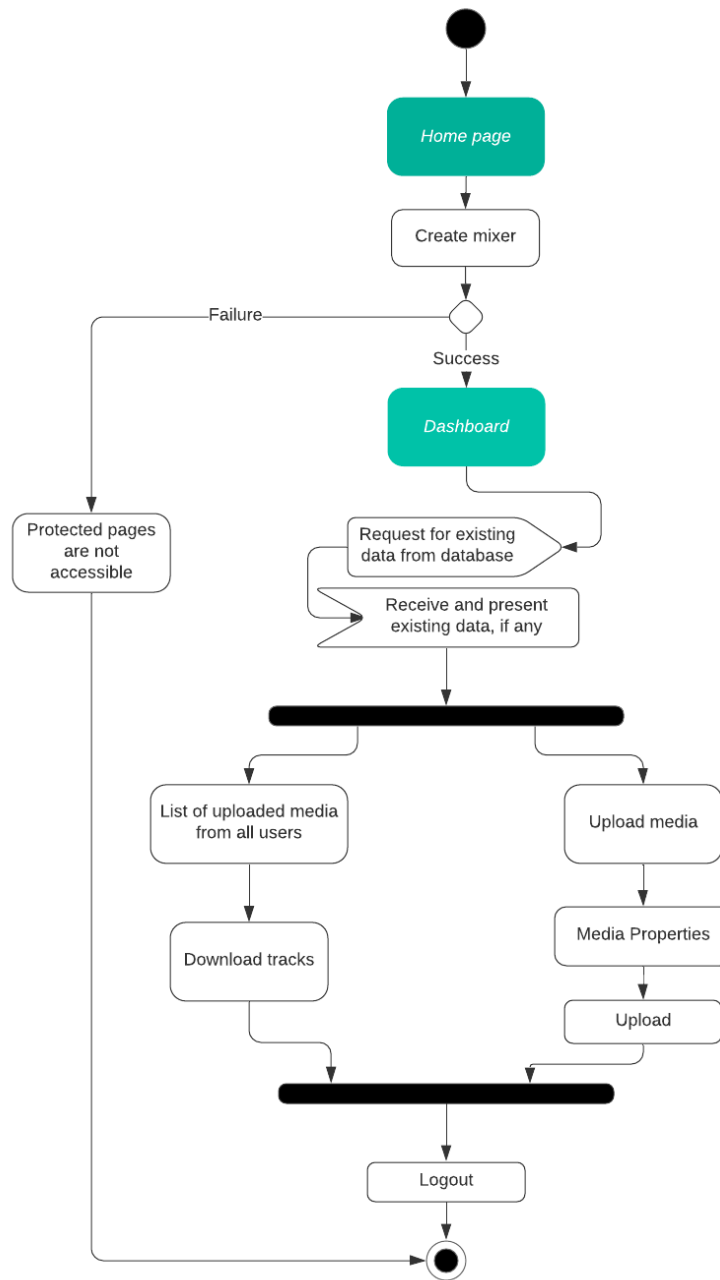 Home page
Create mixer
Failure
Success
Dashboard
Protected pages
are not
accessible
Request for existing
data from database
Receive and present
existing data, if any
List of uploaded media
from all users
Upload media
Media Properties
Download tracks
Upload
Logout